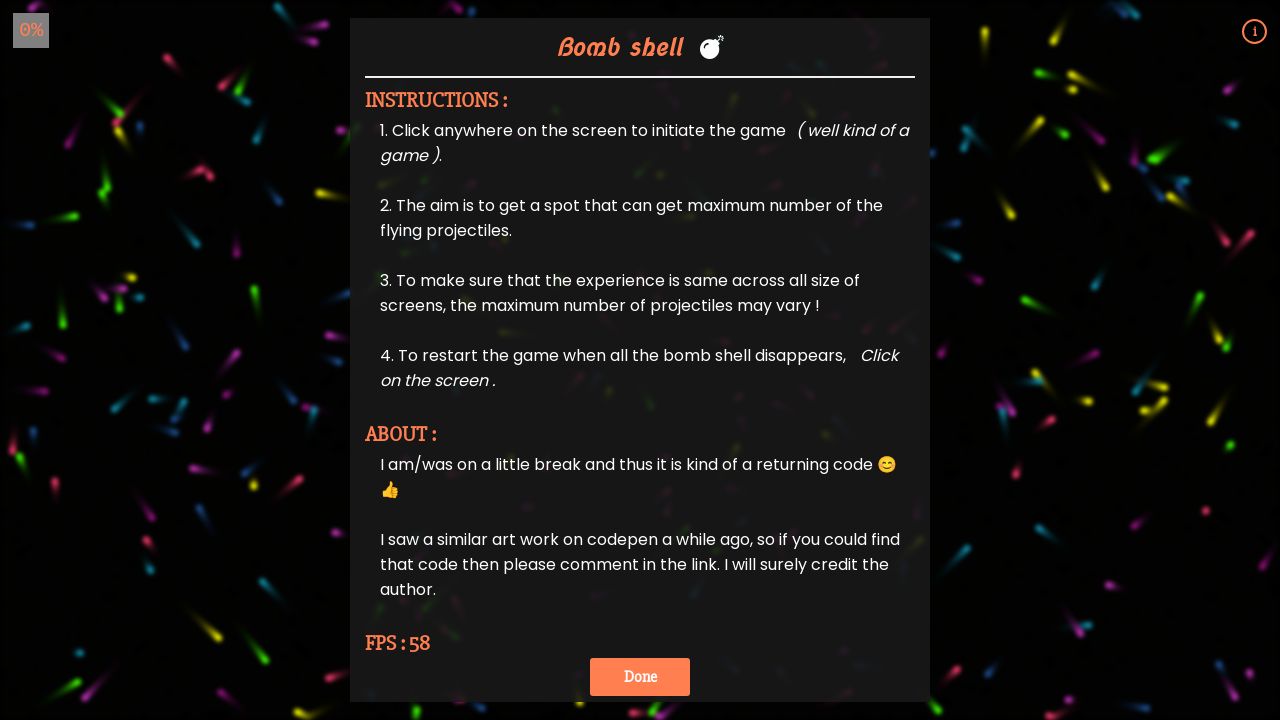 0%
i
Bomb shell 💣
INSTRUCTIONS :
1. Click anywhere on the screen to initiate the game ( well kind of a
game ).
2. The aim is to get a spot that can get maximum number of the
flying projectiles.
3. To make sure that the experience is same across all size of
screens, the maximum number of projectiles may vary !
4. To restart the game when all the bomb shell disappears, Click
on the screen .
ABOUT :
I am/was on a little break and thus it is kind of a returning code 😊
👍
I saw a similar art work on codepen a while ago, so if you could find
that code then please comment in the link. I will surely credit the
author.
FPS : 58
Done